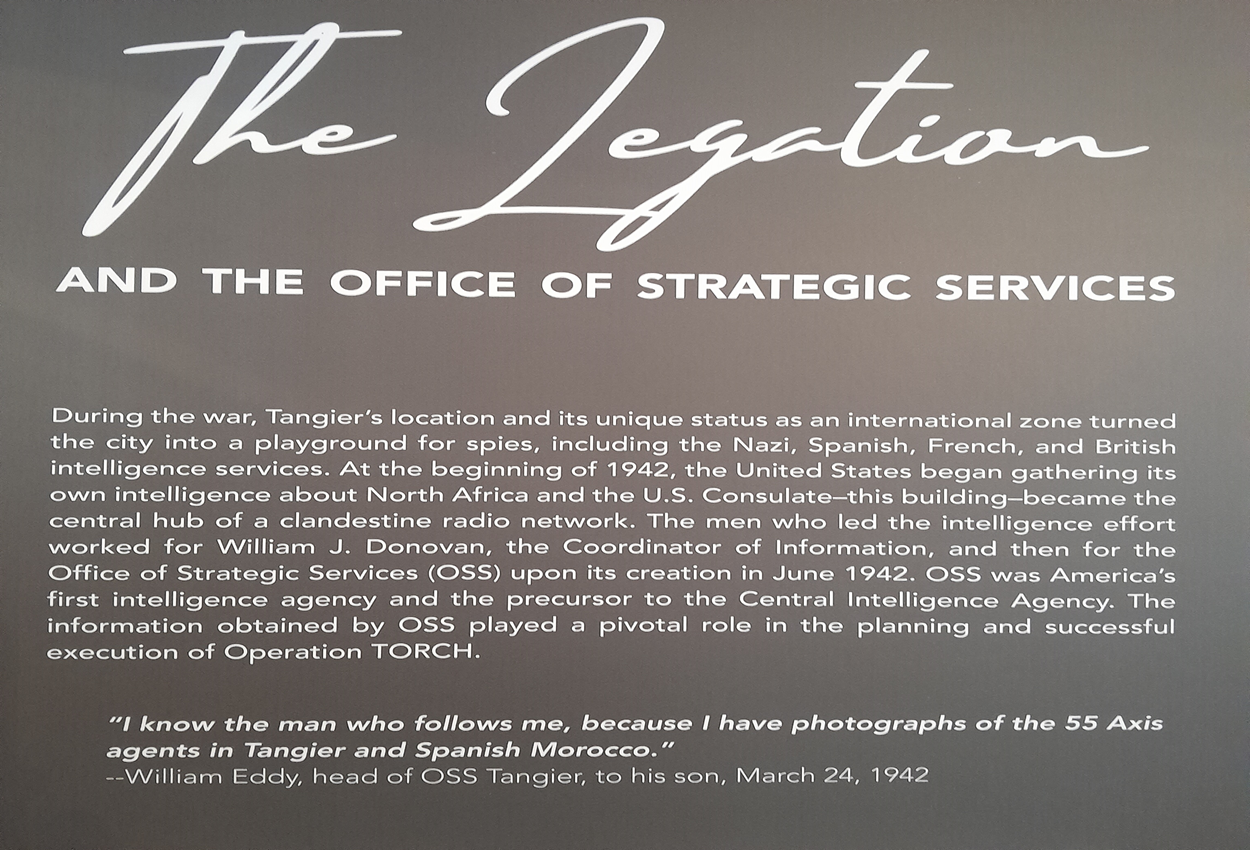 The Legation
AND THE OFFICE OF STRATEGIC SERVICES
During the war, Tangier's location and its unique status as an international zone turned
the city into a playground for spies, including the Nazi, Spanish, French, and British
intelligence services. At the beginning of 1942, the United States began gathering its
own intelligence about North Africa and the U.S. Consulate—this building—became the
central hub of a clandestine radio network. The men who led the intelligence effort
worked for William J. Donovan, the Coordinator of Information, and then for the
Office of Strategic Services (OSS) upon its creation in June 1942. OSS was America's
first intelligence agency and the precursor to the Central Intelligence Agency. The
information obtained by OSS played a pivotal role in the planning and successful
execution of Operation TORCH.
“I know the man who follows me, because I have photographs of the 55 Axis
agents in Tangier and Spanish Morocco.”
--William Eddy, head of OSS Tangier, to his son, March 24, 1942